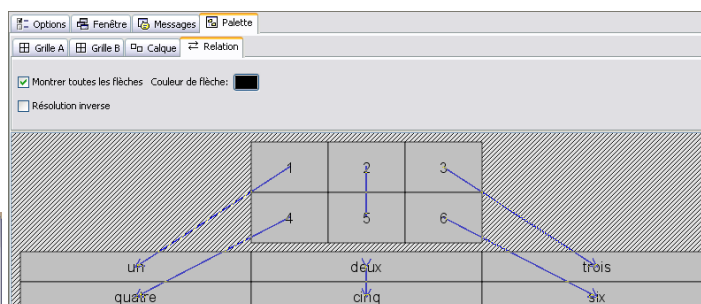 Options Fenêtre Messages Palette
Grille A Grille B Calque Relation
Montrer toutes les flèches Couleur de flèche:
Résolution inverse
1 2 3
4 5 6
un deux trois
quatre cinq six